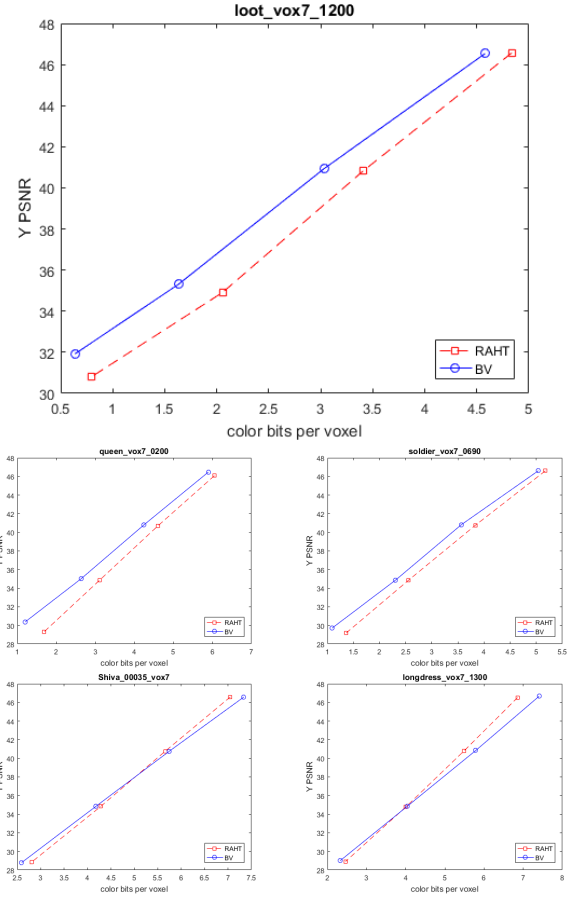 loot_vox7_1200
48
46
44
42
40
38
36
34
32
30
Y PSNR
0.5 1 1.5 2 2.5 3 3.5 4 4.5 5
color bits per voxel
RAHT
BV
queen_vox7_0200
48
46
44
42
40
38
36
34
32
30
28
1 2 3 4 5 6 7
color bits per voxel
RAHT
BV
soldier_vox7_0690
48
46
44
42
40
38
36
34
32
30
28
Y PSNR
1 1.5 2 2.5 3 3.5 4 4.5 5 5.5
color bits per voxel
RAHT
BV
Shiva_00035_vox7
48
46
44
42
40
38
36
34
32
30
28
2.5 3 3.5 4 4.5 5 5.5 6 6.5 7 7.5
color bits per voxel
RAHT
BV
longdress_vox7_1300
48
46
44
42
40
38
36
34
32
30
28
Y PSNR
2 3 4 5 6 7 8
color bits per voxel
RAHT
BV